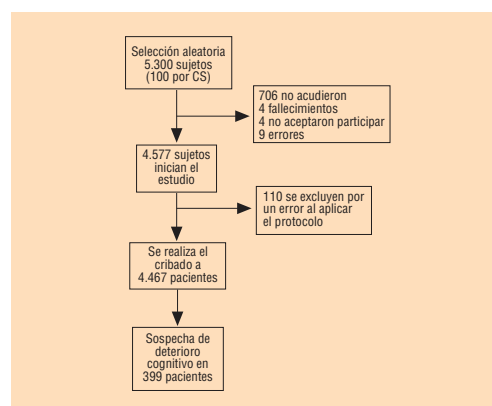 Selección aleatoria
5.300 sujetos
(100 por CS)
706 no acudieron
4 fallecimientos
4 no aceptaron participar
9 errores
4.577 sujetos
inician el
estudio
110 se excluyen por
un error al aplicar
el protocolo
Se realiza el
cribado a
4.467 pacientes
Sospecha de
deterioro
cognitivo en
399 pacientes